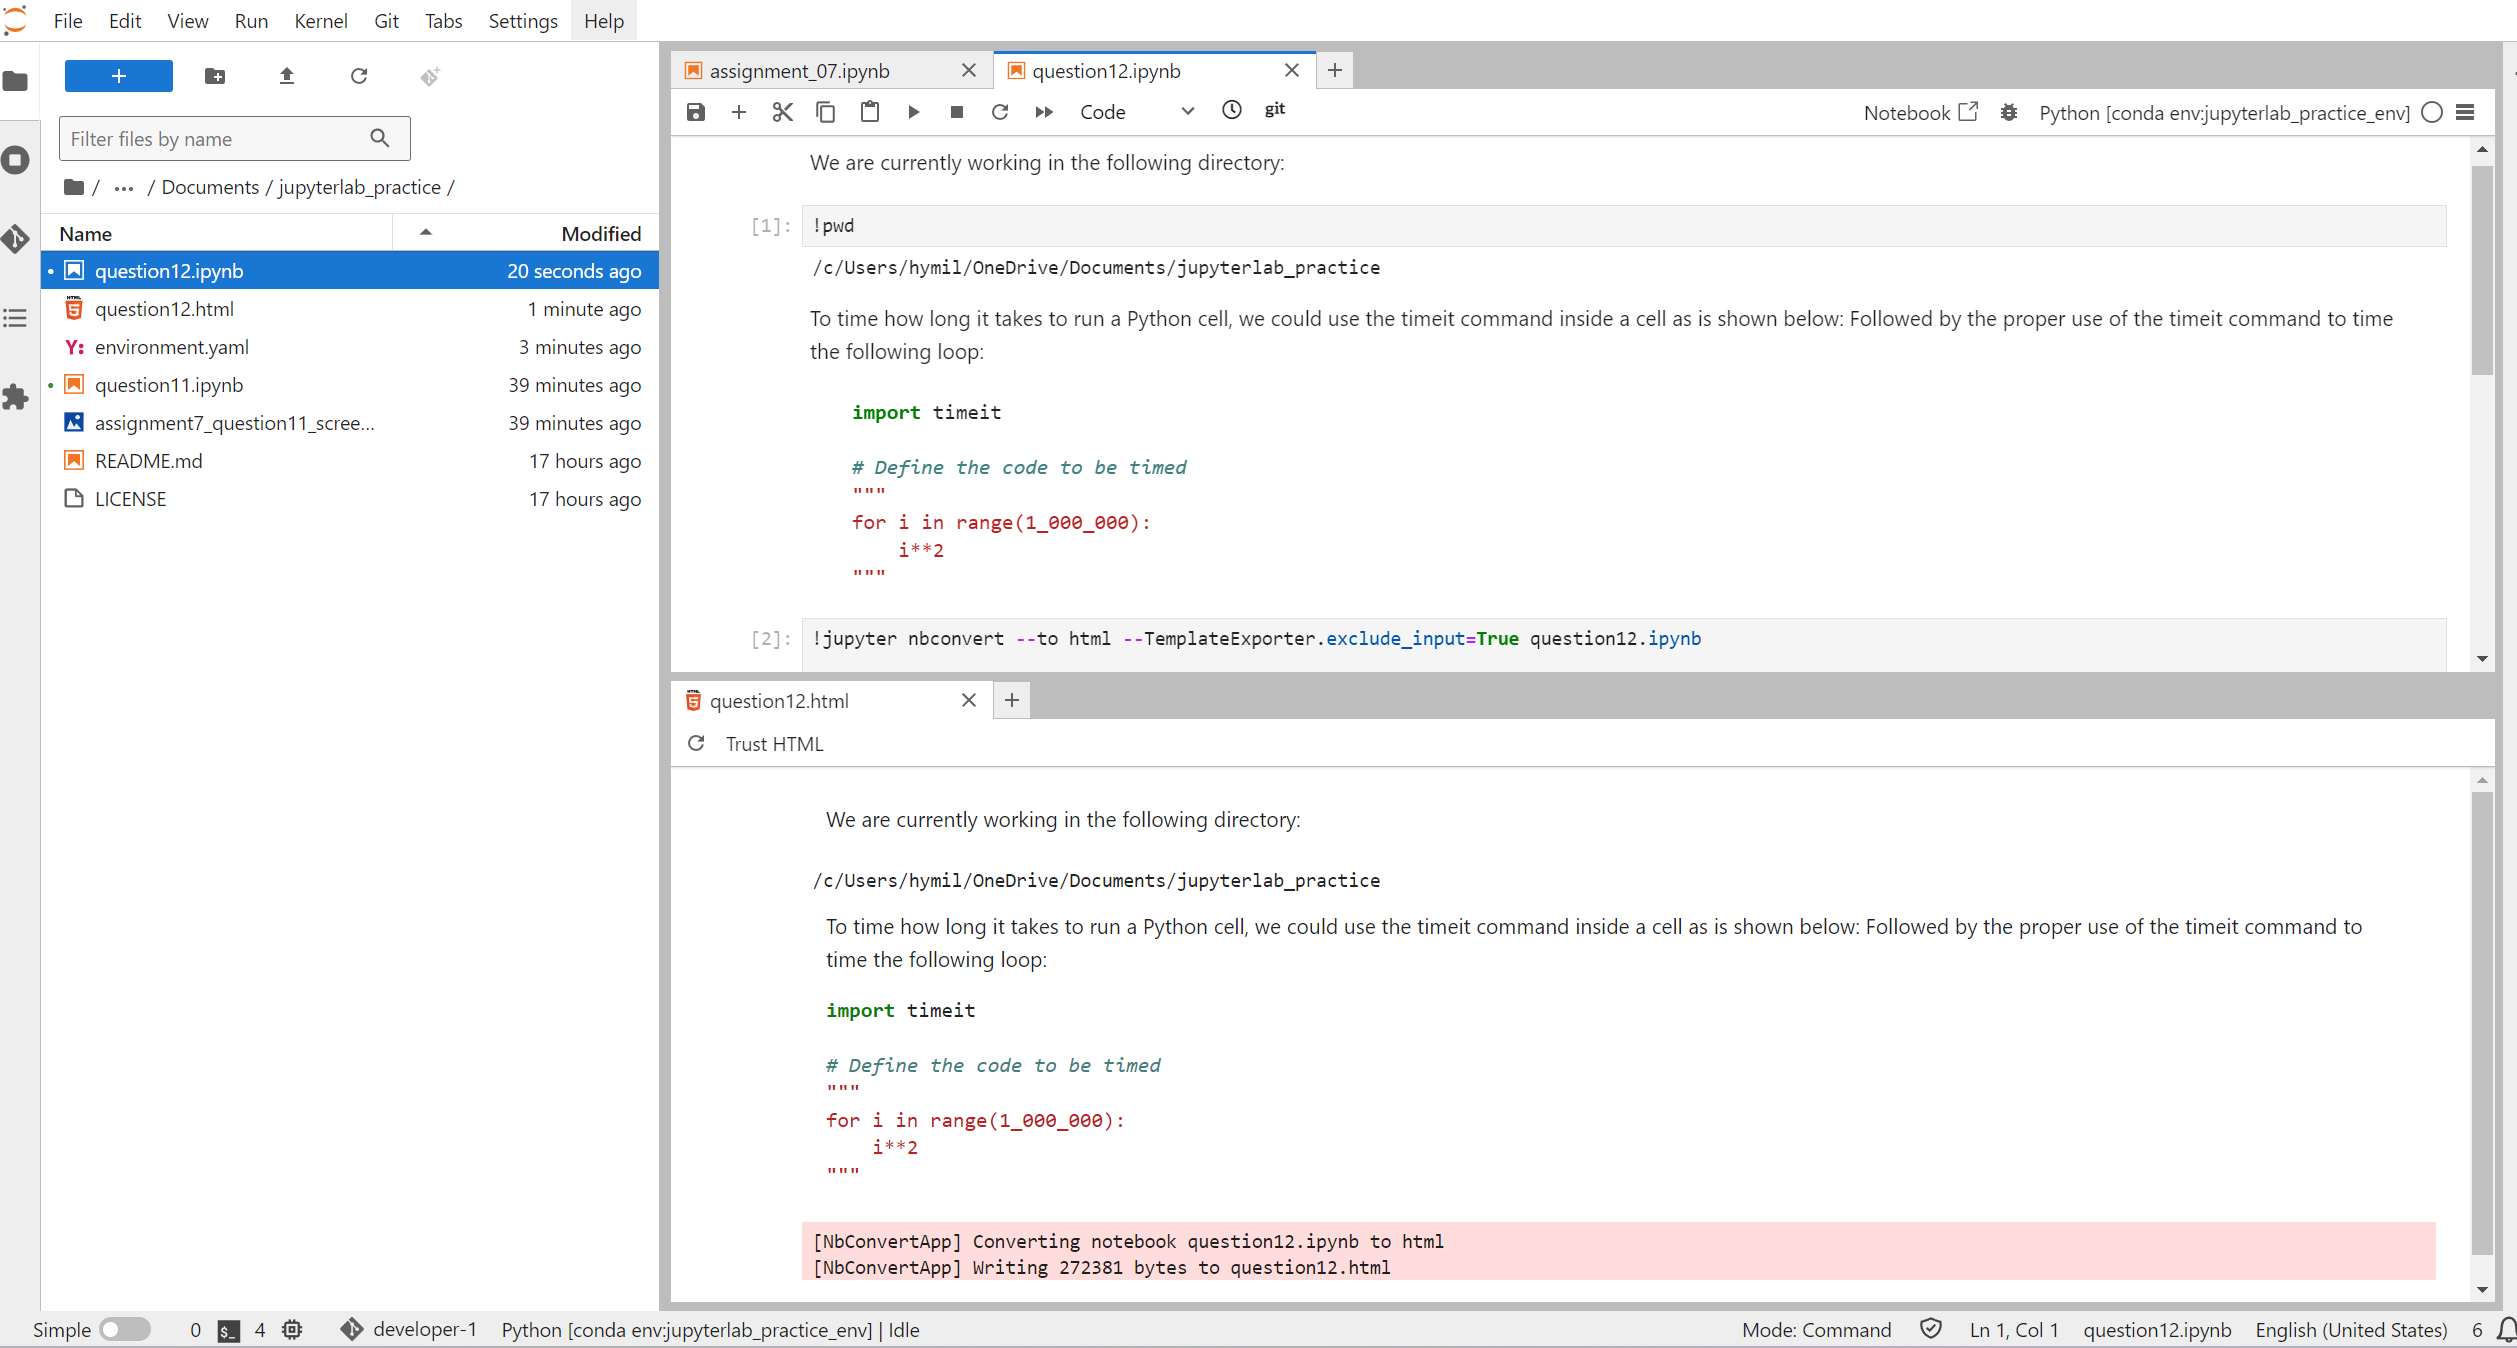 File Edit View Run Kernel Git Tabs Settings Help
+
Filter files by name
/ ··· / Documents / jupyterlab_practice /
Name Modified
question12.ipynb 20 seconds ago
question12.html 1 minute ago
Y: environment.yaml 3 minutes ago
question11.ipynb 39 minutes ago
assignment7_question11_scree... 39 minutes ago
README.md 17 hours ago
LICENSE 17 hours ago
assignment_07.ipynb question12.ipynb
Code git Notebook Python [conda env:jupyterlab_practice_env]
We are currently working in the following directory:
[1]: !pwd
/c/Users/hymil/OneDrive/Documents/jupyterlab_practice
To time how long it takes to run a Python cell, we could use the timeit command inside a cell as is shown below: Followed by the proper use of the timeit command to time
the following loop:
import timeit
# Define the code to be timed
"""
for i in range(1_000_000):
    i**2
"""
[2]: !jupyter nbconvert --to html --TemplateExporter.exclude_input=True question12.ipynb
question12.html
Trust HTML
We are currently working in the following directory:
/c/Users/hymil/OneDrive/Documents/jupyterlab_practice
To time how long it takes to run a Python cell, we could use the timeit command inside a cell as is shown below: Followed by the proper use of the timeit command to
time the following loop:
import timeit
# Define the code to be timed
"""
for i in range(1_000_000):
    i**2
"""
[NbConvertApp] Converting notebook question12.ipynb to html
[NbConvertApp] Writing 272381 bytes to question12.html
Simple 0 $_ 4 developer-1 Python [conda env:jupyterlab_practice_env] | Idle Mode: Command Ln 1, Col 1 question12.ipynb English (United States) 6